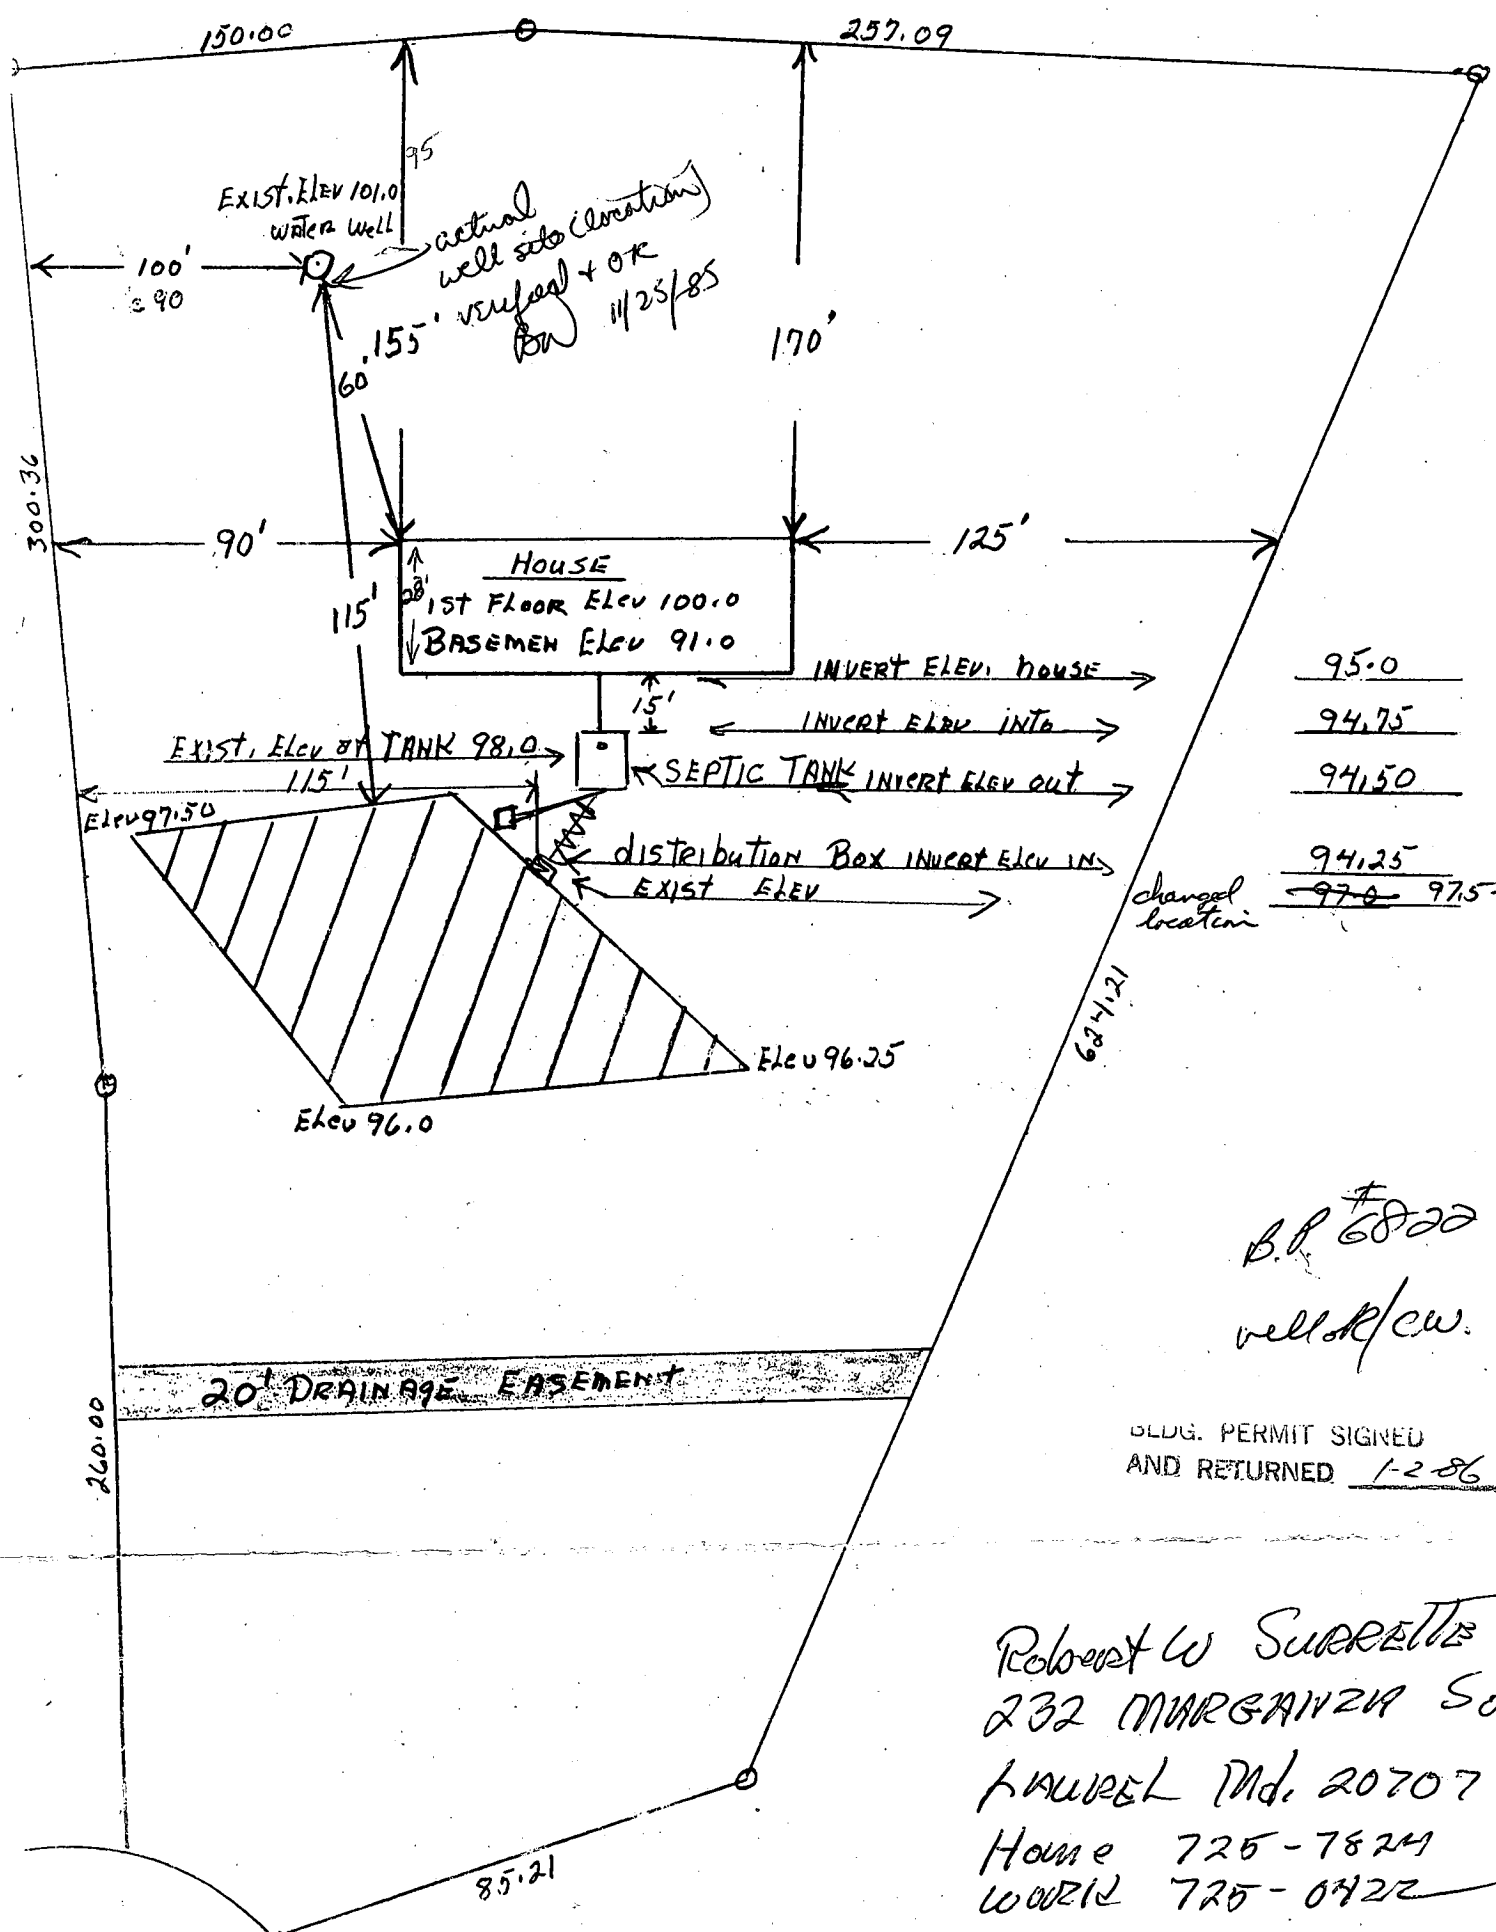 150.00
257.09
95
EXIST. ELEV 101.0
WATER WELL
actual
well site (location)
verified + OK
BW 11/25/85
100'
90
155'
60'
170'
300.36
90'
125'
HOUSE
28'
1ST FLOOR ELEV 100.0
BASEMEN ELEV 91.0
115'
INVERT ELEV. HOUSE 95.0
15'
INVERT ELEV INTO 94.75
EXIST. ELEV OF TANK 98.0
SEPTIC TANK INVERT ELEV OUT 94.50
115'
Elev 97.50
distribution Box INVERT ELEV IN 94.25
EXIST ELEV
changed
location
97.0 97.5
624.21
Elev 96.25
Elev 96.0
B.P. #6822
well ok/cw.
20' DRAINAGE EASEMENT
260.00
BLDG. PERMIT SIGNED
AND RETURNED 1-2-86
Robert W SURRETTE
232 MARGANZA So
LAUREL Md. 20707
Home 725-7824
WORK 725-0422
85.21